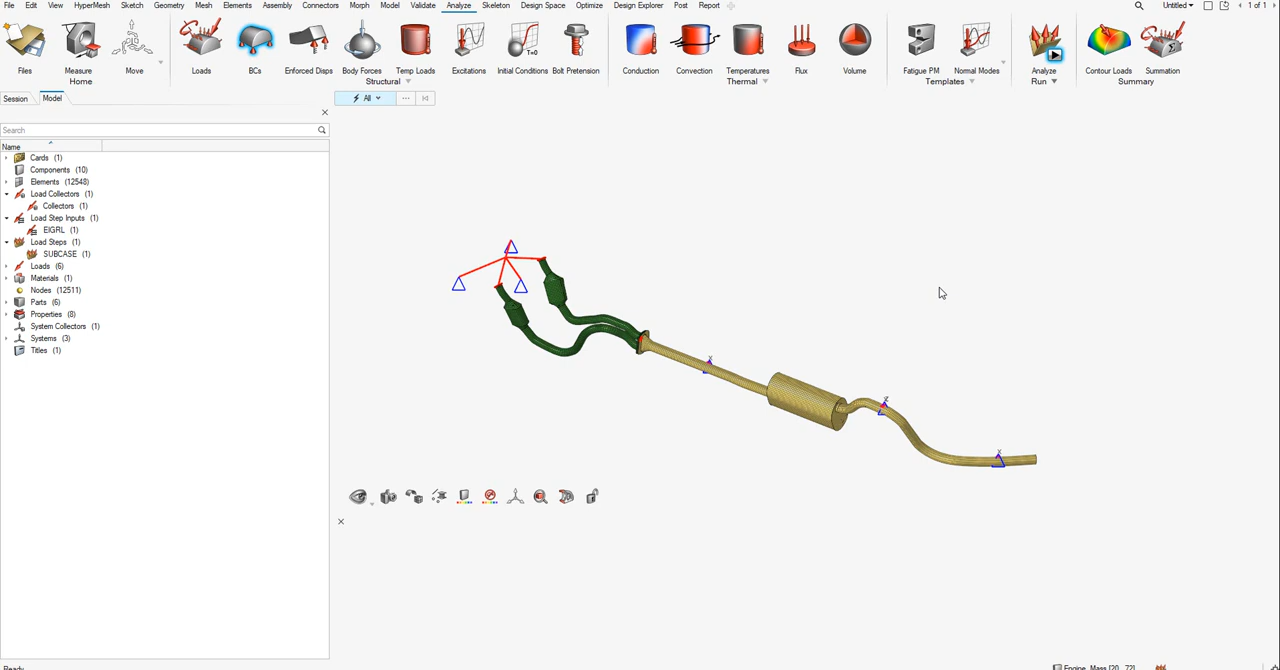 File Edit View HyperMesh Sketch Geometry Mesh Elements Assembly Connectors Morph Model Validate Analyze Skeleton Design Space Optimize Design Explorer Post Report Untitled 1 of 1
Files Measure Move Loads BCs Enforced Disps Body Forces Temp Loads Excitations Initial Conditions Bolt Pretension Conduction Convection Temperatures Flux Volume Fatigue PM Normal Modes Analyze Contour Loads Summation
Home Structural Thermal Templates Run Summary
T=0
Session Model All
Search
Name
Cards (1)
Components (10)
Elements (12548)
Load Collectors (1)
Collectors (1)
Load Step Inputs (1)
EIGRL (1)
Load Steps (1)
SUBCASE (1)
Loads (6)
Materials (1)
Nodes (12511)
Parts (6)
Properties (8)
System Collectors (1)
Systems (3)
Titles (1)
X
X
Ready
Engine_Mass [20...72]